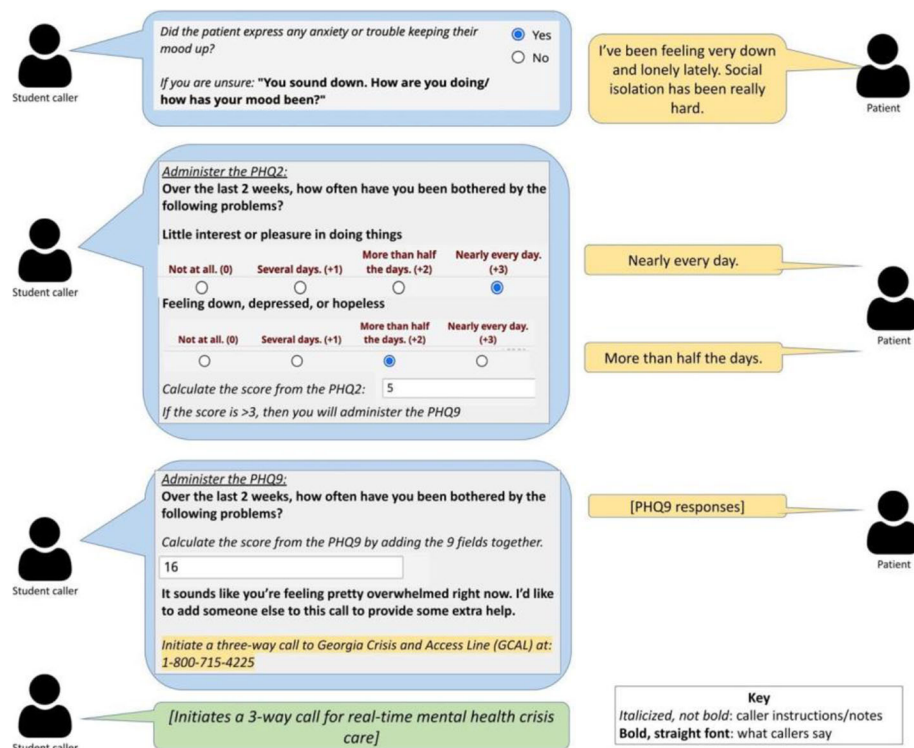 Did the patient express any anxiety or trouble keeping their
mood up?
Yes
No
If you are unsure: "You sound down. How are you doing/
how has your mood been?"
Student caller
I've been feeling very down
and lonely lately. Social
isolation has been really
hard.
Patient
Administer the PHQ2:
Over the last 2 weeks, how often have you been bothered by the
following problems?
Little interest or pleasure in doing things
Not at all. (0) Several days. (+1) More than half the days. (+2) Nearly every day. (+3)
Feeling down, depressed, or hopeless
Not at all. (0) Several days. (+1) More than half the days. (+2) Nearly every day. (+3)
Calculate the score from the PHQ2: 5
If the score is >3, then you will administer the PHQ9
Student caller
Nearly every day.
More than half the days.
Patient
Administer the PHQ9:
Over the last 2 weeks, how often have you been bothered by the
following problems?
Calculate the score from the PHQ9 by adding the 9 fields together.
16
It sounds like you're feeling pretty overwhelmed right now. I'd like
to add someone else to this call to provide some extra help.
Initiate a three-way call to Georgia Crisis and Access Line (GCAL) at:
1-800-715-4225
Student caller
[PHQ9 responses]
Patient
[Initiates a 3-way call for real-time mental health crisis
care]
Student caller
Key
Italicized, not bold: caller instructions/notes
Bold, straight font: what callers say